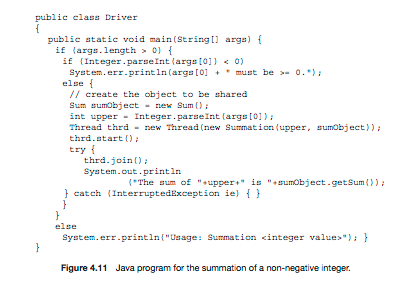 public class Driver
{
public static void main(String[] args) {
if (args.length > 0) {
if (Integer.parseInt(args[0]) < 0)
System.err.println(args[0] + " must be >= 0.");
else {
// create the object to be shared
Sum sumObject = new Sum();
int upper = Integer.parseInt(args[0]);
Thread thrd = new Thread(new Summation(upper, sumObject));
thrd.start();
try {
thrd.join();
System.out.println
("The sum of "+upper+" is "+sumObject.getSum());
} catch (InterruptedException ie) { }
}
}
else
System.err.println("Usage: Summation <integer value>"); }
}
Figure 4.11 Java program for the summation of a non-negative integer.